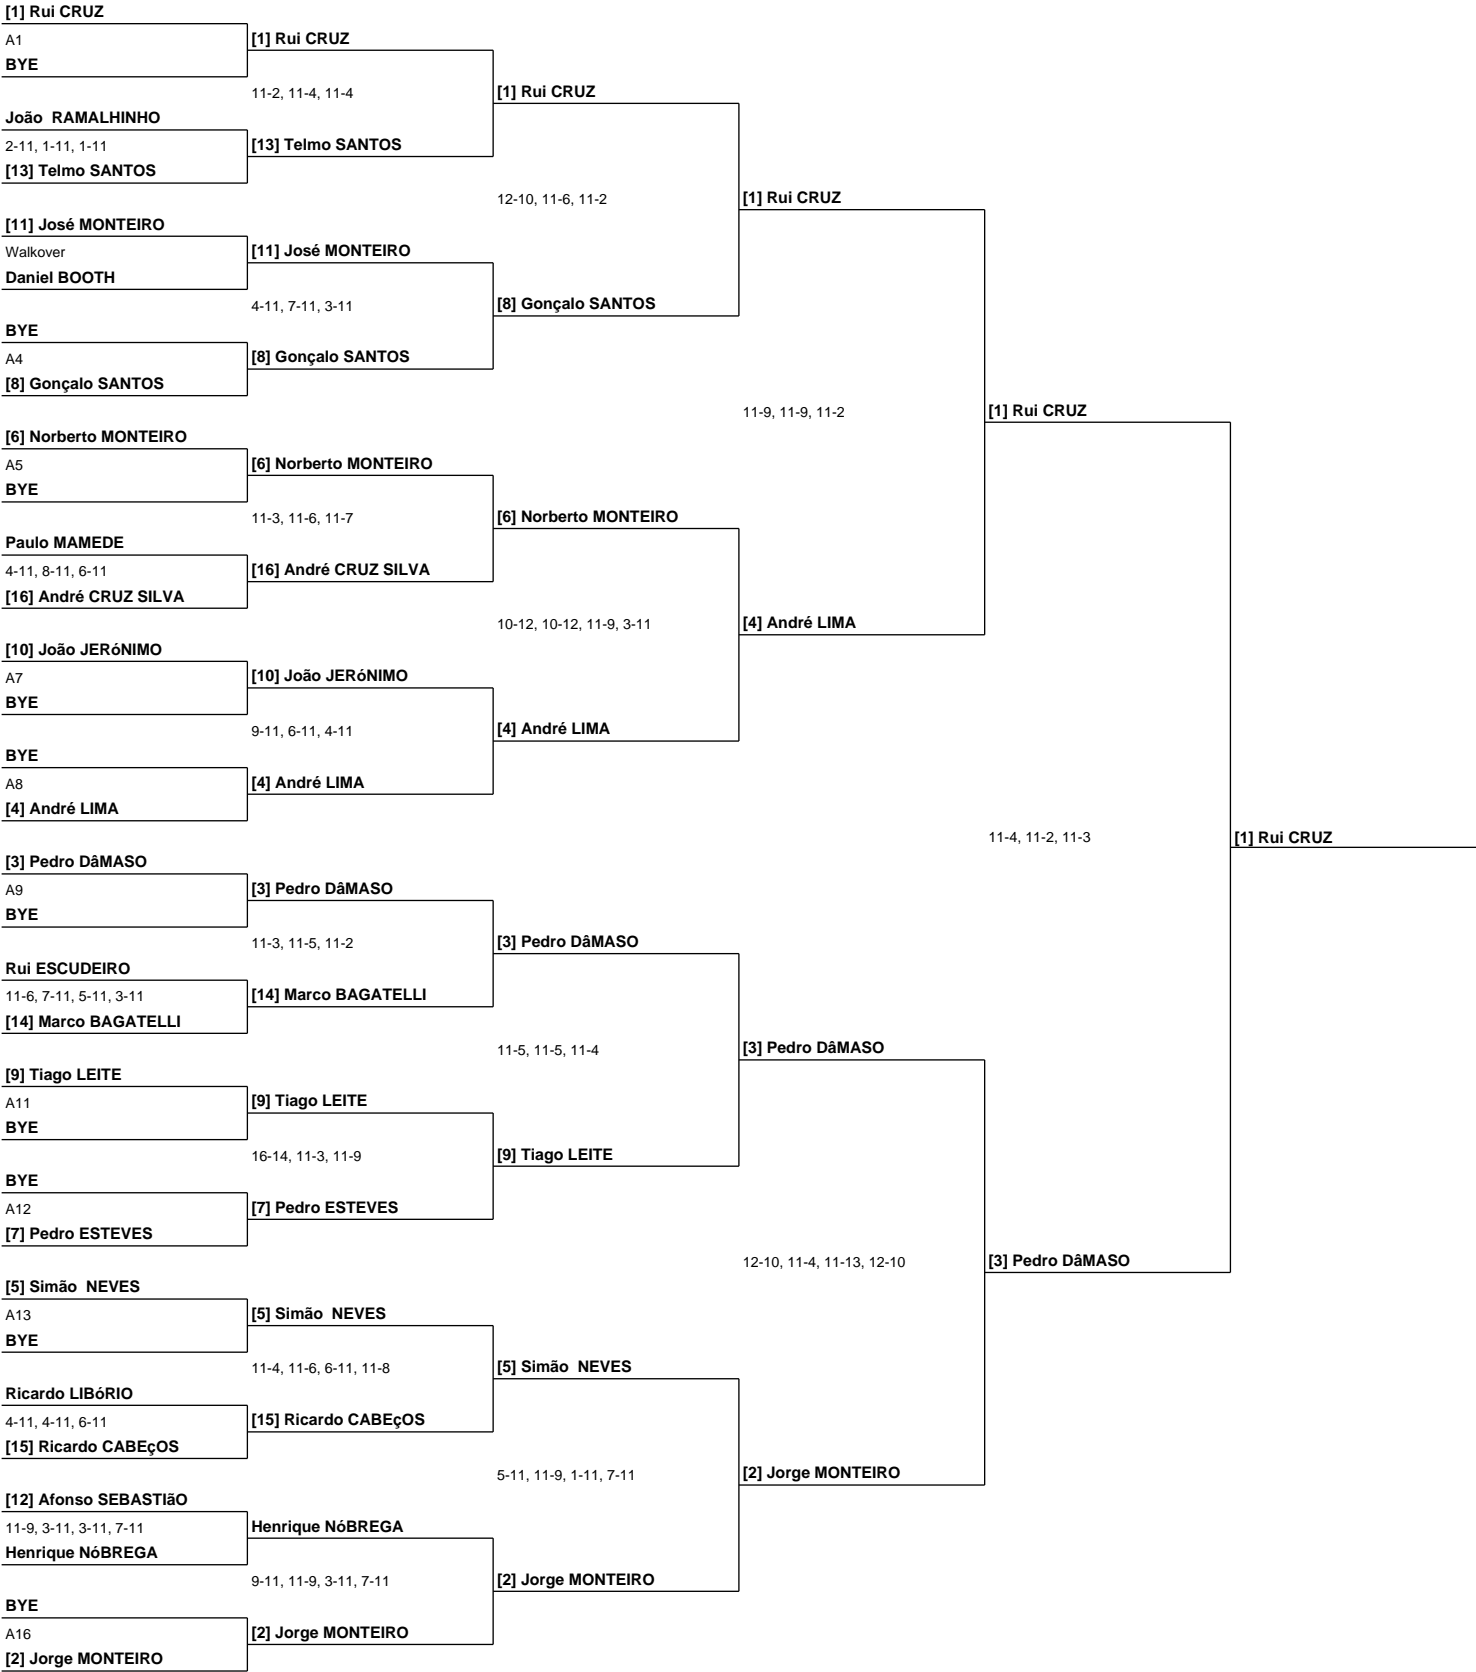 [1] Rui CRUZ
A1
[1] Rui CRUZ
BYE
11-2, 11-4, 11-4
[1] Rui CRUZ
João  RAMALHINHO
2-11, 1-11, 1-11
[13] Telmo SANTOS
[13] Telmo SANTOS
12-10, 11-6, 11-2
[1] Rui CRUZ
[11] José MONTEIRO
Walkover
[11] José MONTEIRO
Daniel BOOTH
4-11, 7-11, 3-11
[8] Gonçalo SANTOS
BYE
A4
[8] Gonçalo SANTOS
[8] Gonçalo SANTOS
11-9, 11-9, 11-2
[1] Rui CRUZ
[6] Norberto MONTEIRO
A5
[6] Norberto MONTEIRO
BYE
11-3, 11-6, 11-7
[6] Norberto MONTEIRO
Paulo MAMEDE
4-11, 8-11, 6-11
[16] André CRUZ SILVA
[16] André CRUZ SILVA
10-12, 10-12, 11-9, 3-11
[4] André LIMA
[10] João JERóNIMO
A7
[10] João JERóNIMO
BYE
9-11, 6-11, 4-11
[4] André LIMA
BYE
A8
[4] André LIMA
[4] André LIMA
11-4, 11-2, 11-3
[1] Rui CRUZ
[3] Pedro DâMASO
A9
[3] Pedro DâMASO
BYE
11-3, 11-5, 11-2
[3] Pedro DâMASO
Rui ESCUDEIRO
11-6, 7-11, 5-11, 3-11
[14] Marco BAGATELLI
[14] Marco BAGATELLI
11-5, 11-5, 11-4
[3] Pedro DâMASO
[9] Tiago LEITE
A11
[9] Tiago LEITE
BYE
16-14, 11-3, 11-9
[9] Tiago LEITE
BYE
A12
[7] Pedro ESTEVES
[7] Pedro ESTEVES
12-10, 11-4, 11-13, 12-10
[3] Pedro DâMASO
[5] Simão  NEVES
A13
[5] Simão  NEVES
BYE
11-4, 11-6, 6-11, 11-8
[5] Simão  NEVES
Ricardo LIBóRIO
4-11, 4-11, 6-11
[15] Ricardo CABEçOS
[15] Ricardo CABEçOS
5-11, 11-9, 1-11, 7-11
[2] Jorge MONTEIRO
[12] Afonso SEBASTIãO
11-9, 3-11, 3-11, 7-11
Henrique NóBREGA
Henrique NóBREGA
9-11, 11-9, 3-11, 7-11
[2] Jorge MONTEIRO
BYE
A16
[2] Jorge MONTEIRO
[2] Jorge MONTEIRO